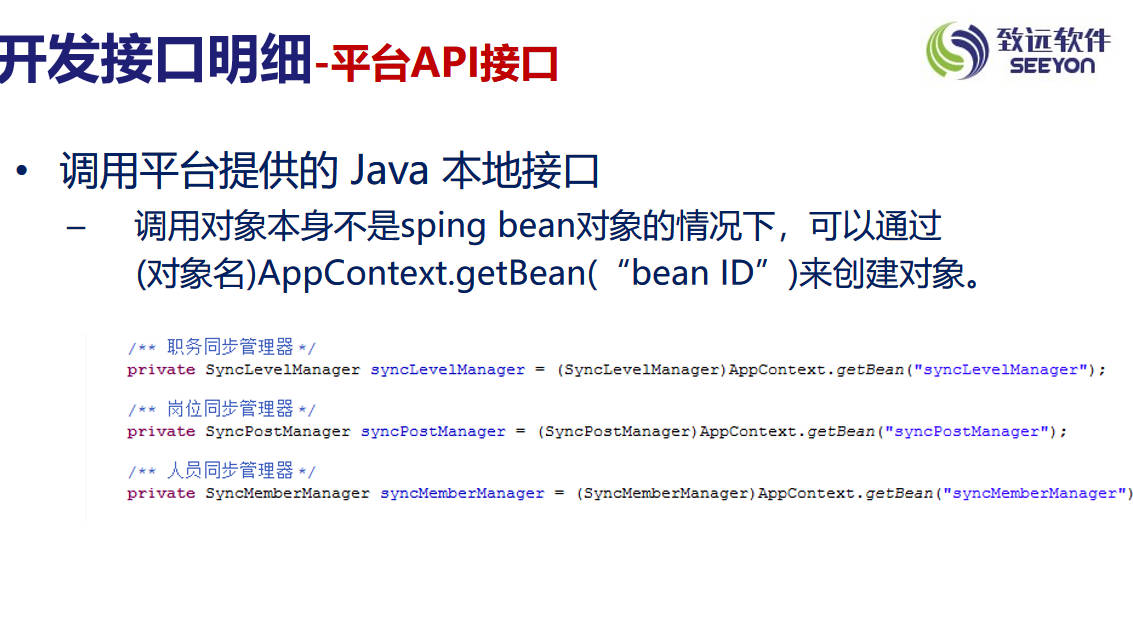 开发接口明细-平台API接口
致远软件
SEEYON
• 调用平台提供的 Java 本地接口
– 调用对象本身不是sping bean对象的情况下，可以通过
(对象名)AppContext.getBean(“bean ID”)来创建对象。
/** 职务同步管理器 */
private SyncLevelManager syncLevelManager = (SyncLevelManager)AppContext.getBean("syncLevelManager");
/** 岗位同步管理器 */
private SyncPostManager syncPostManager = (SyncPostManager)AppContext.getBean("syncPostManager");
/** 人员同步管理器 */
private SyncMemberManager syncMemberManager = (SyncMemberManager)AppContext.getBean("syncMemberManager")